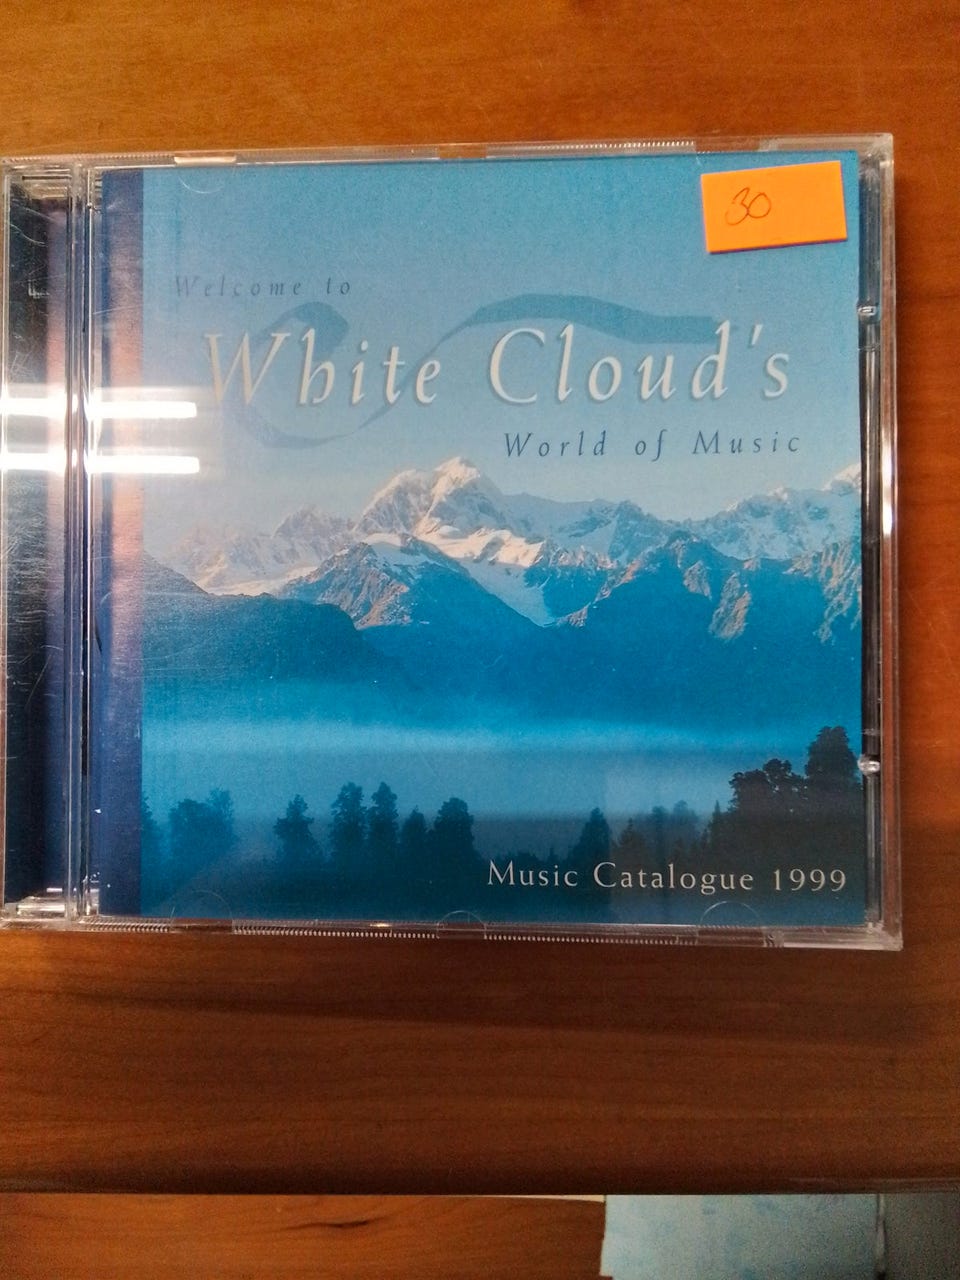 30
Welcome to
White Cloud's
World of Music
Music Catalogue 1999